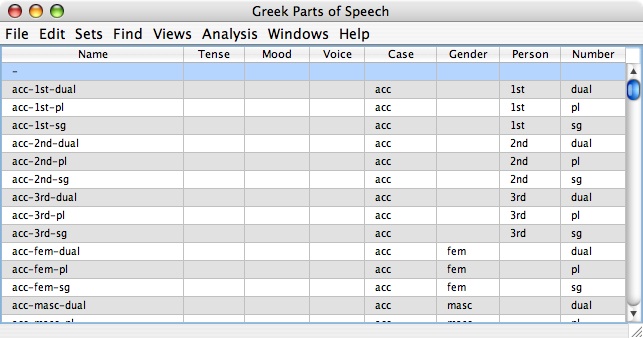 Greek Parts of Speech
File Edit Sets Find Views Analysis Windows Help
Name Tense Mood Voice Case Gender Person Number
-
acc-1st-dual acc 1st dual
acc-1st-pl acc 1st pl
acc-1st-sg acc 1st sg
acc-2nd-dual acc 2nd dual
acc-2nd-pl acc 2nd pl
acc-2nd-sg acc 2nd sg
acc-3rd-dual acc 3rd dual
acc-3rd-pl acc 3rd pl
acc-3rd-sg acc 3rd sg
acc-fem-dual acc fem dual
acc-fem-pl acc fem pl
acc-fem-sg acc fem sg
acc-masc-dual acc masc dual